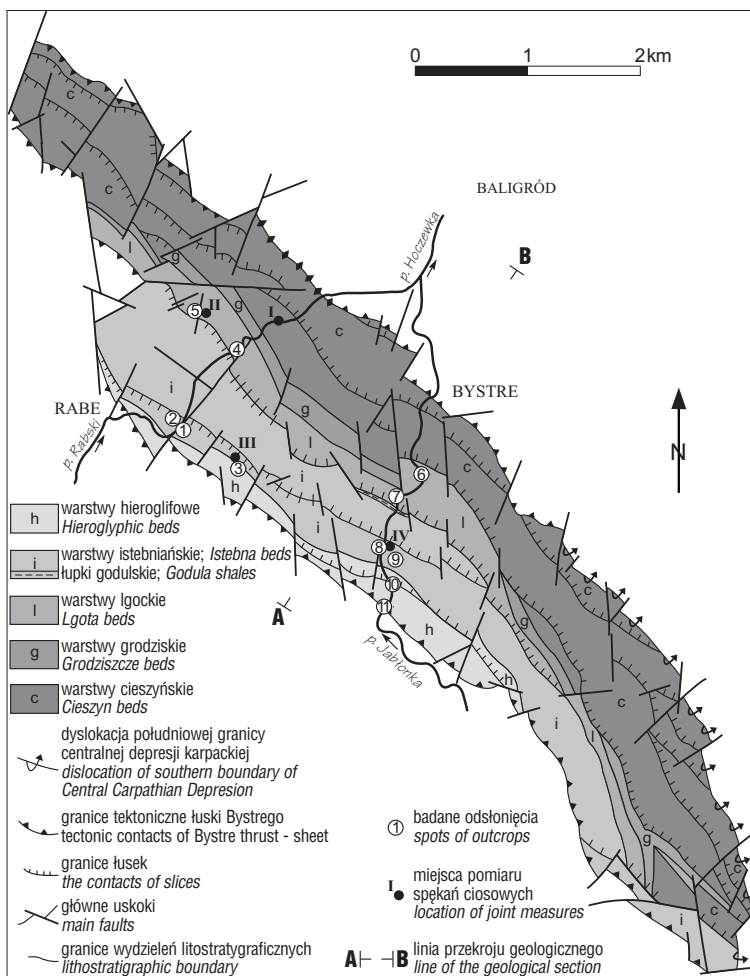 0 1 2 km
BALIGRÓD
B
p. Hoczewka
c
c
l
g
II
5
g
I
4
c
i
BYSTRE
RABE
2
1
p. Rabski
III
3
h
g
l
i
6
c
7
N
i
IV
8
9
l
10
A
11
h
p. Jabłonka
g
h
c
i
l
g
c
c
i
h warstwy hieroglifowe
Hieroglyphic beds
i warstwy istebniańskie; Istebna beds
łupki godulskie; Godula shales
l warstwy lgockie
Lgota beds
g warstwy grodziskie
Grodziszcze beds
c warstwy cieszyńskie
Cieszyn beds
dyslokacja południowej granicy
centralnej depresji karpackiej
dislocation of southern boundary of
Central Carpathian Depresion
granice tektoniczne łuski Bystrego
tectonic contacts of Bystre thrust - sheet
granice łusek
the contacts of slices
główne uskoki
main faults
granice wydzieleń litostratygraficznych
lithostratigraphic boundary
1 badane odsłonięcia
spots of outcrops
I miejsca pomiaru
spękań ciosowych
location of joint measures
A B linia przekroju geologicznego
line of the geological section